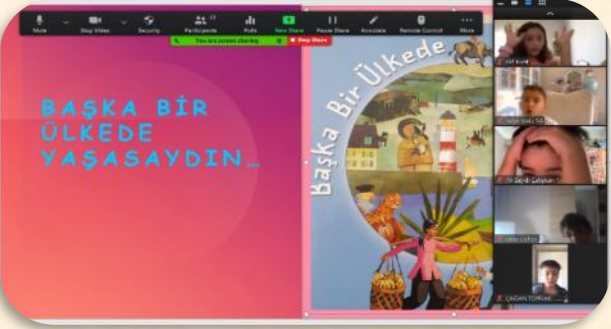 Mute
Stop Video
Security
Participants
Polls
New Share
Pause Share
Annotate
Remote Control
More
You are screen sharing
Stop Share
BAŞKA BİR
ÜLKEDE
YAŞASAYDIN...
Başka Bir Ülkede